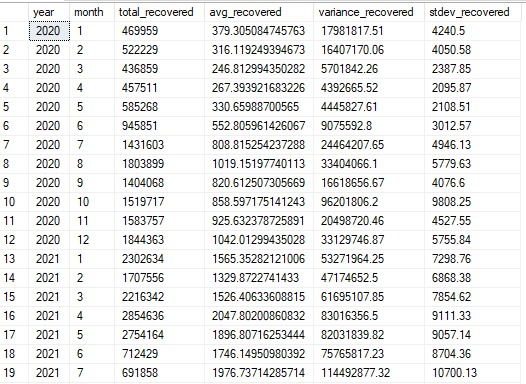 year month total_recovered avg_recovered variance_recovered stdev_recovered
1 2020 1 469959 379.305084745763 17981817.51 4240.5
2 2020 2 522229 316.119249394673 16407170.06 4050.58
3 2020 3 436859 246.812994350282 5701842.26 2387.85
4 2020 4 457511 267.393921683226 4392665.52 2095.87
5 2020 5 585268 330.65988700565 4445827.61 2108.51
6 2020 6 945851 552.805961426067 9075592.8 3012.57
7 2020 7 1431603 808.815254237288 24464207.65 4946.13
8 2020 8 1803899 1019.15197740113 33404066.1 5779.63
9 2020 9 1404068 820.612507305669 16618656.67 4076.6
10 2020 10 1519717 858.597175141243 96201806.2 9808.25
11 2020 11 1583757 925.632378725891 20498720.46 4527.55
12 2020 12 1844363 1042.01299435028 33129746.87 5755.84
13 2021 1 2302634 1565.35282121006 53271964.25 7298.76
14 2021 2 1707556 1329.8722741433 47174652.5 6868.38
15 2021 3 2216342 1526.40633608815 61695107.85 7854.62
16 2021 4 2854636 2047.80200860832 83016356.5 9111.33
17 2021 5 2754164 1896.80716253444 82031839.82 9057.14
18 2021 6 712429 1746.14950980392 75765817.23 8704.36
19 2021 7 691858 1976.73714285714 114492877.32 10700.13